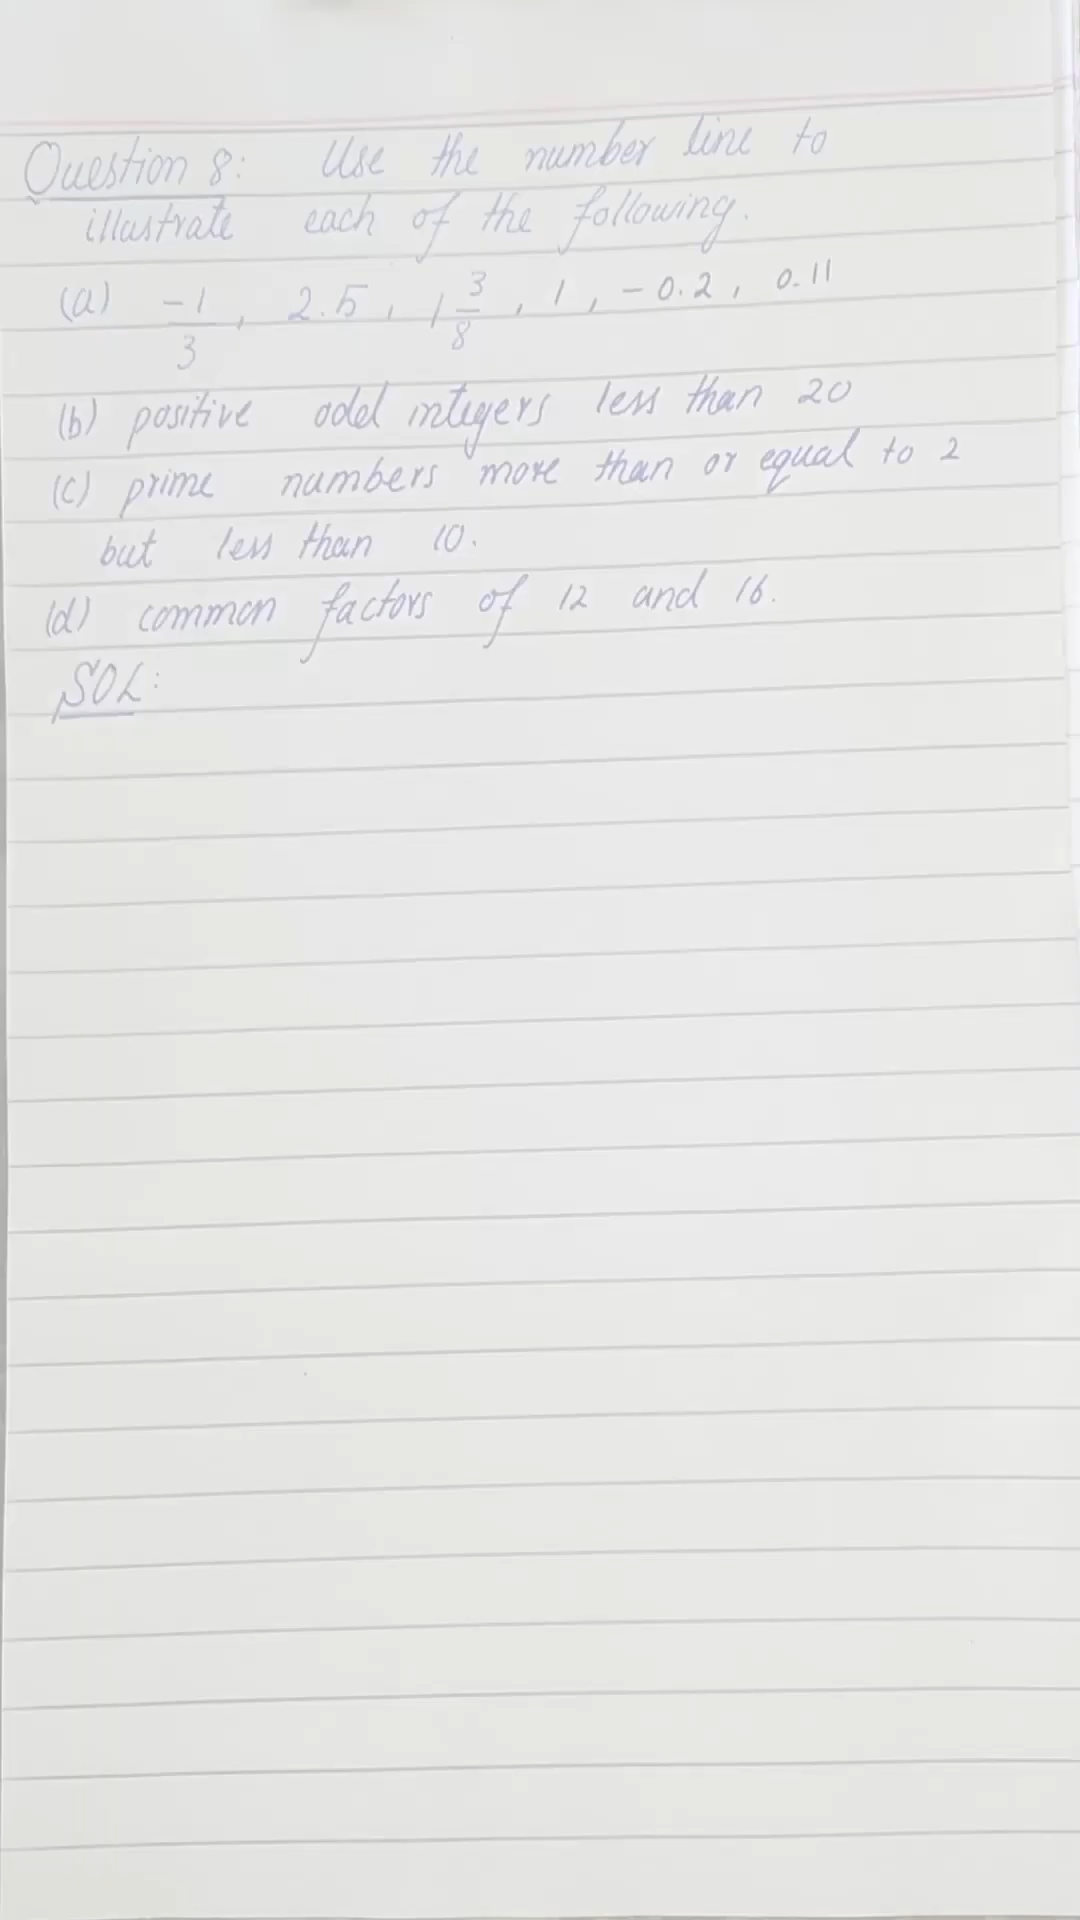 Question 8: Use the number line to
illustrate each of the following.
(a) -1/3, 2.5, 1 3/8, 1, -0.2, 0.11
(b) positive odd integers less than 20
(c) prime numbers more than or equal to 2
but less than 10.
(d) common factors of 12 and 16.
SOL: